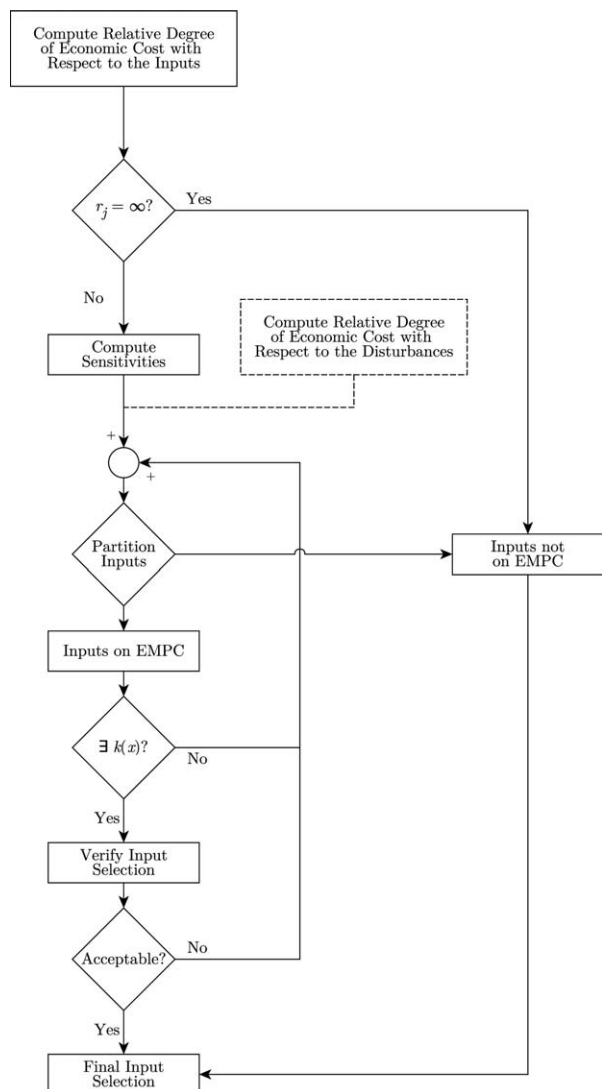 Compute Relative Degree
of Economic Cost with
Respect to the Inputs
r_j = ∞?
Yes
No
Compute
Sensitivities
Compute Relative Degree
of Economic Cost with
Respect to the Disturbances
+
+
Partition
Inputs
Inputs not
on EMPC
Inputs on EMPC
∃ k(x)?
No
Yes
Verify Input
Selection
Acceptable?
No
Yes
Final Input
Selection